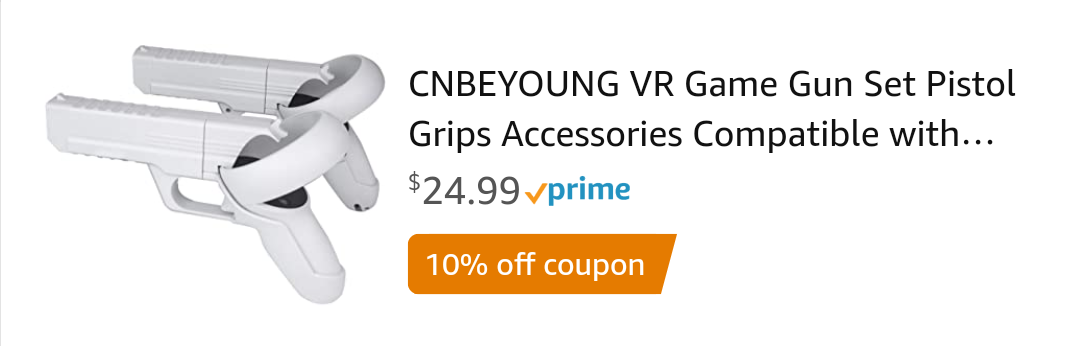 CNBEYOUNG VR Game Gun Set Pistol
Grips Accessories Compatible with...
$24.99 prime
10% off coupon